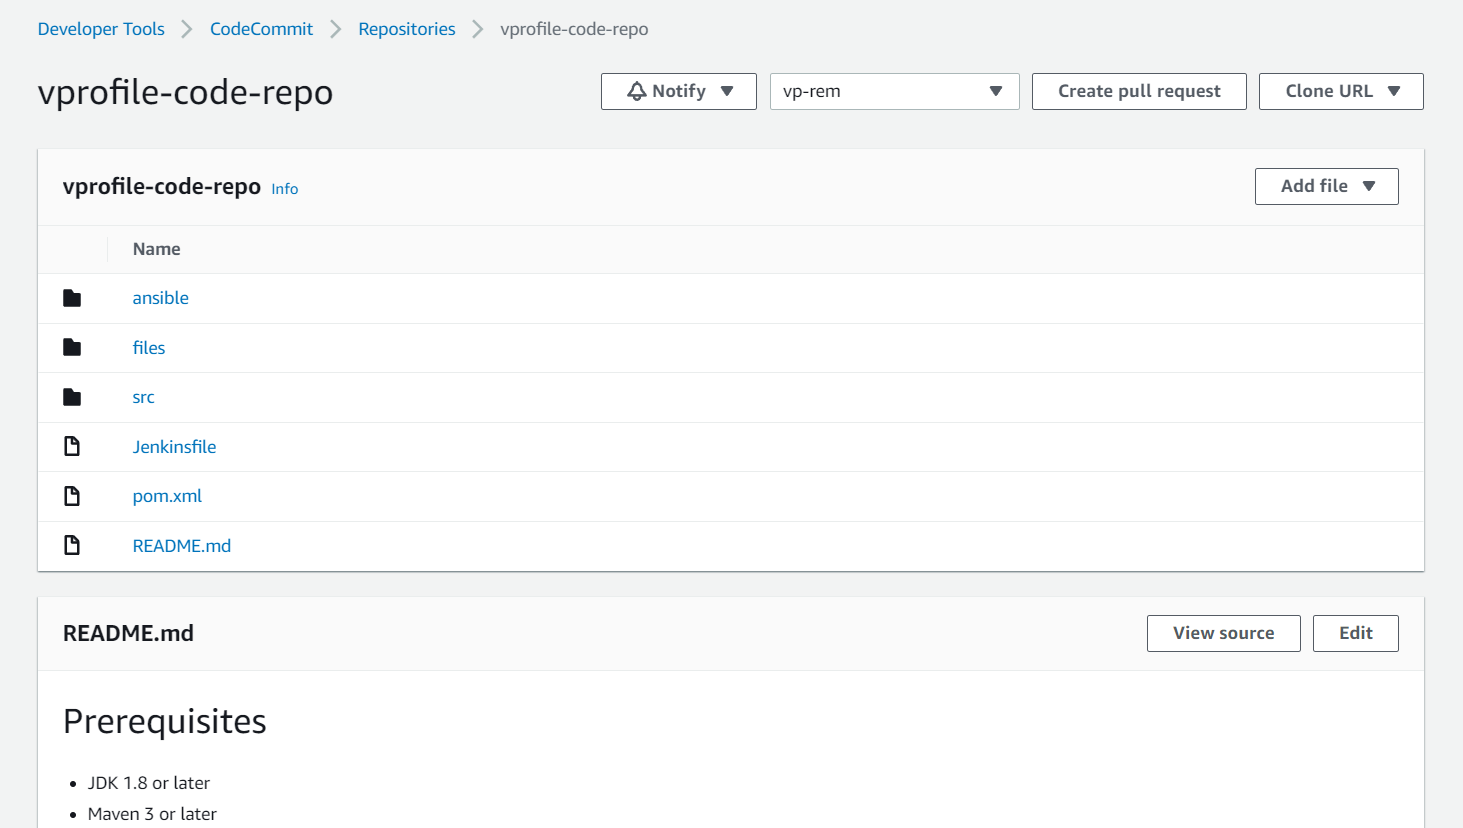 Developer Tools > CodeCommit > Repositories > vprofile-code-repo
vprofile-code-repo
Notify
vp-rem
Create pull request
Clone URL
vprofile-code-repo Info
Add file
Name
ansible
files
src
Jenkinsfile
pom.xml
README.md
README.md
View source
Edit
Prerequisites
• JDK 1.8 or later
• Maven 3 or later